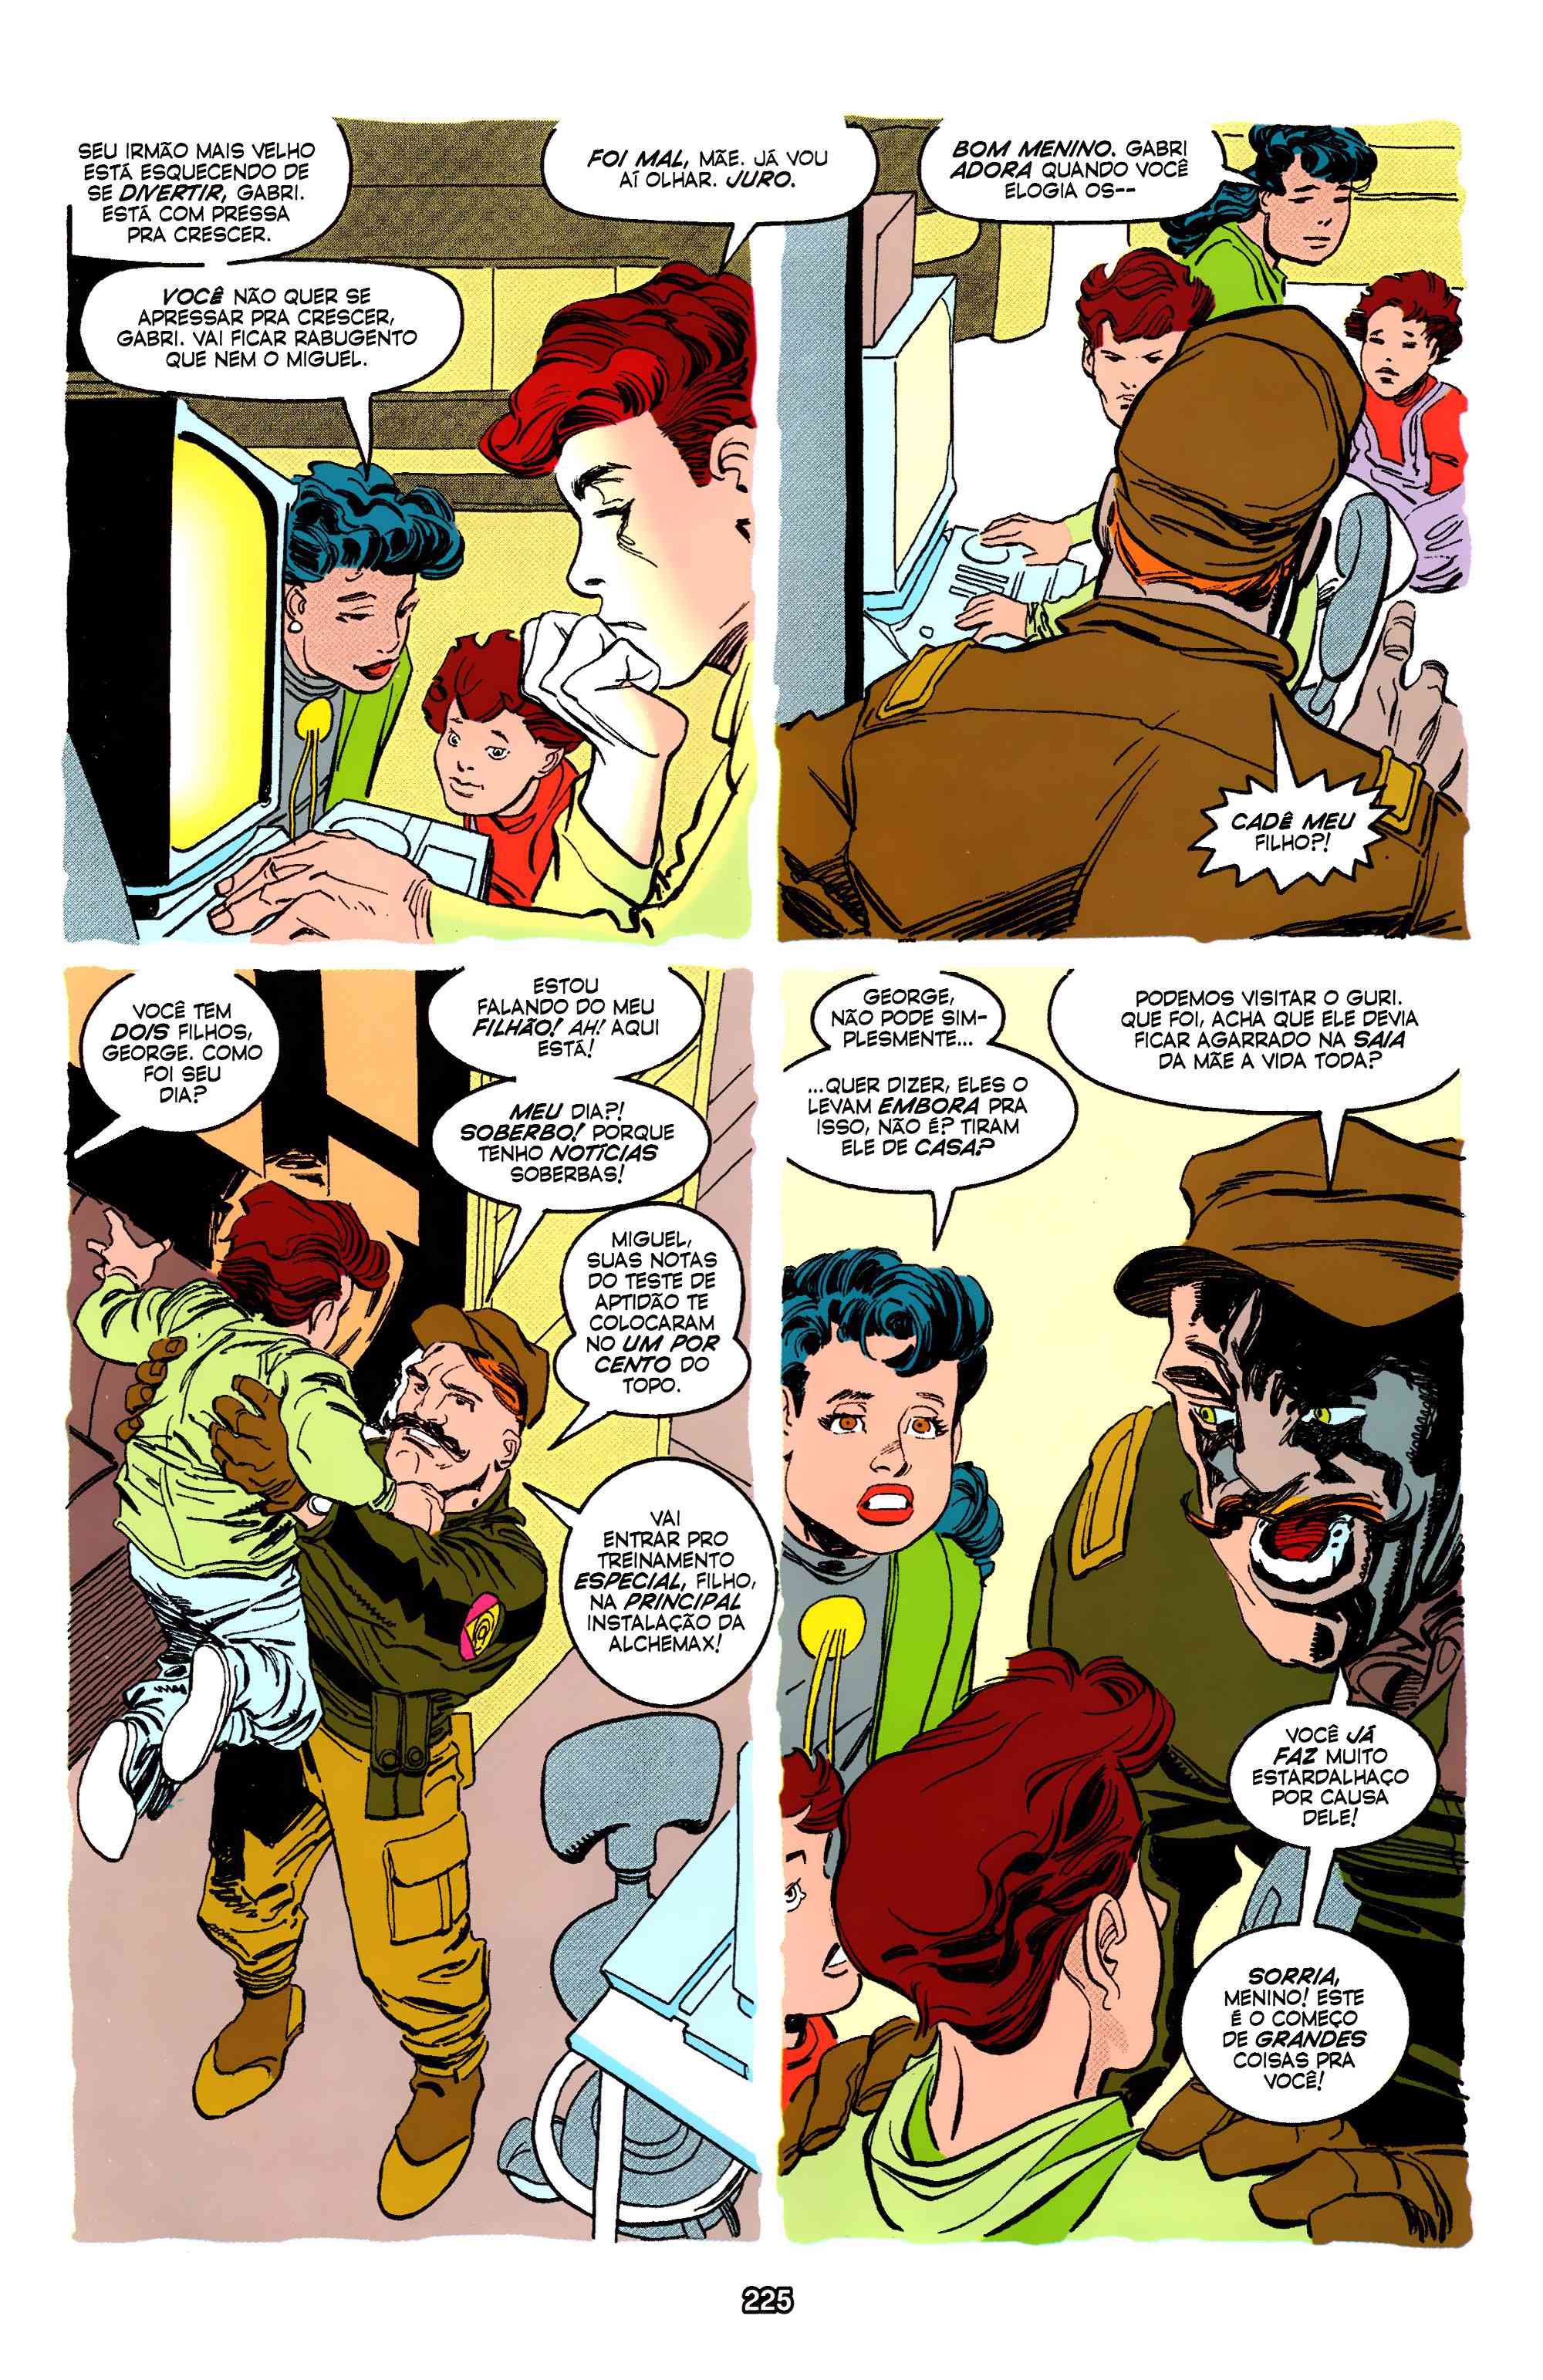 SEU IRMÃO MAIS VELHO
ESTÁ ESQUECENDO DE
SE DIVERTIR, GABRI.
ESTÁ COM PRESSA
PRA CRESCER.
VOCÊ NÃO QUER SE
APRESSAR PRA CRESCER,
GABRI. VAI FICAR RABUGENTO
QUE NEM O MIGUEL.
FOI MAL, MÃE. JÁ VOU
AÍ OLHAR. JURO.
BOM MENINO. GABRI
ADORA QUANDO VOCÊ
ELOGIA OS--
CADÊ MEU
FILHO?!
VOCÊ TEM
DOIS FILHOS,
GEORGE. COMO
FOI SEU
DIA?
ESTOU
FALANDO DO MEU
FILHÃO! AH! AQUI
ESTÁ!
MEU DIA?!
SOBERBO! PORQUE
TENHO NOTÍCIAS
SOBERBAS!
MIGUEL,
SUAS NOTAS
DO TESTE DE
APTIDÃO TE
COLOCARAM
NO UM POR
CENTO DO
TOPO.
VAI
ENTRAR PRO
TREINAMENTO
ESPECIAL, FILHO,
NA PRINCIPAL
INSTALAÇÃO DA
ALCHEMAX!
GEORGE,
NÃO PODE SIM-
PLESMENTE...
...QUER DIZER, ELES O
LEVAM EMBORA PRA
ISSO, NÃO É? TIRAM
ELE DE CASA?
PODEMOS VISITAR O GURI.
QUE FOI, ACHA QUE ELE DEVIA
FICAR AGARRADO NA SAIA
DA MÃE A VIDA TODA?
VOCÊ JÁ
FAZ MUITO
ESTARDALHAÇO
POR CAUSA
DELE!
SORRIA,
MENINO! ESTE
É O COMEÇO
DE GRANDES
COISAS PRA
VOCÊ!
225